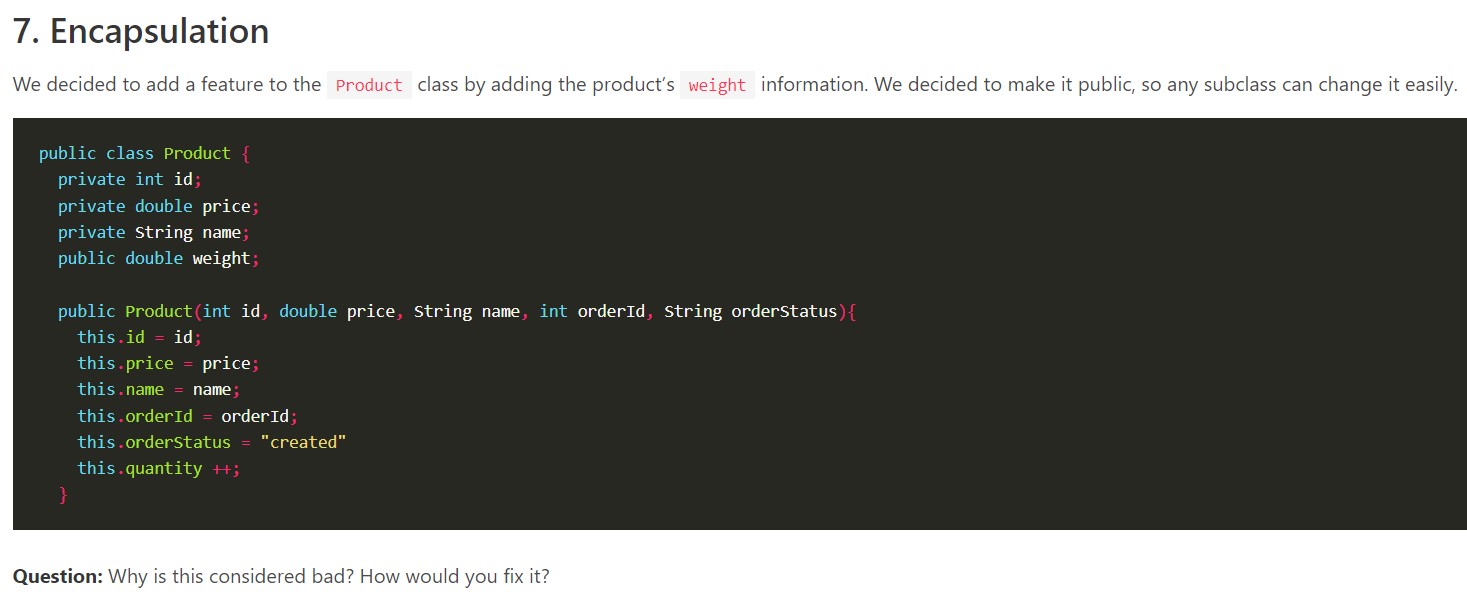 7. Encapsulation
We decided to add a feature to the Product class by adding the product’s weight information. We decided to make it public, so any subclass can change it easily.
public class Product {
  private int id;
  private double price;
  private String name;
  public double weight;
  public Product(int id, double price, String name, int orderId, String orderStatus){
    this.id = id;
    this.price = price;
    this.name = name;
    this.orderId = orderId;
    this.orderStatus = "created"
    this.quantity ++;
  }
Question: Why is this considered bad? How would you fix it?